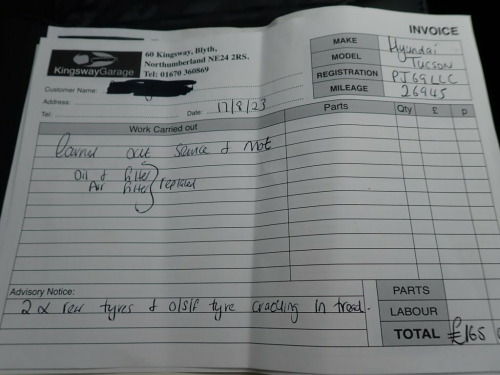 INVOICE
KingswayGarage
60 Kingsway, Blyth,
Northumberland NE24 2RS.
Tel: 01670 360869
MAKE Hyundai
MODEL TUCSON
REGISTRATION PJ69LLC
MILEAGE 26945
Customer Name:
Address:
Tel: Date: 17/8/23
Work Carried out Parts Qty £ p
Carried out Service & Mot
Oil & filter
Air filter replaced
Advisory Notice:
2 x rear tyres & o/s/f tyre cracking in tread.
PARTS
LABOUR
TOTAL £165